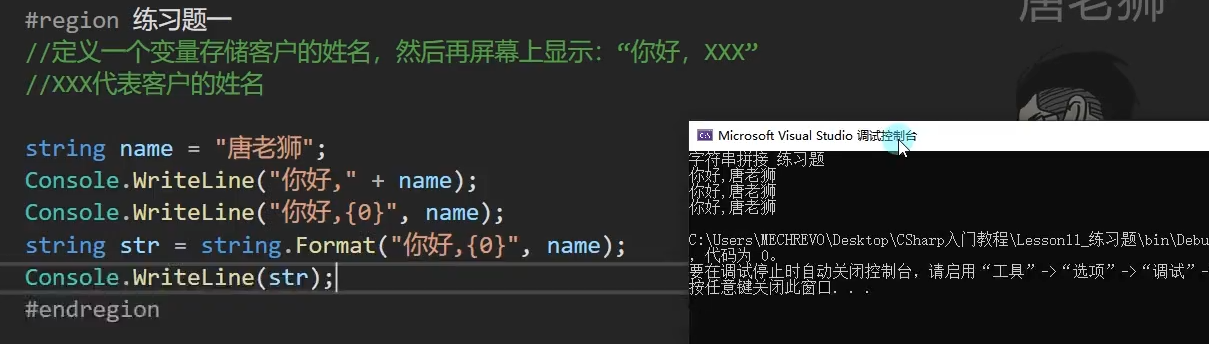 唐老狮
#region 练习题一
//定义一个变量存储客户的姓名，然后再屏幕上显示：“你好，XXX”
//XXX代表客户的姓名
string name = "唐老狮";
Console.WriteLine("你好," + name);
Console.WriteLine("你好,{0}", name);
string str = string.Format("你好,{0}", name);
Console.WriteLine(str);
#endregion
Microsoft Visual Studio 调试控制台
字符串拼接_练习题
你好,唐老狮
你好,唐老狮
你好,唐老狮
C:\Users\MECHREVO\Desktop\CSharp入门教程\Lesson11_练习题\bin\Debu
，代码为 0。
要在调试停止时自动关闭控制台，请启用“工具”->“选项”->“调试”-
按任意键关闭此窗口. . .